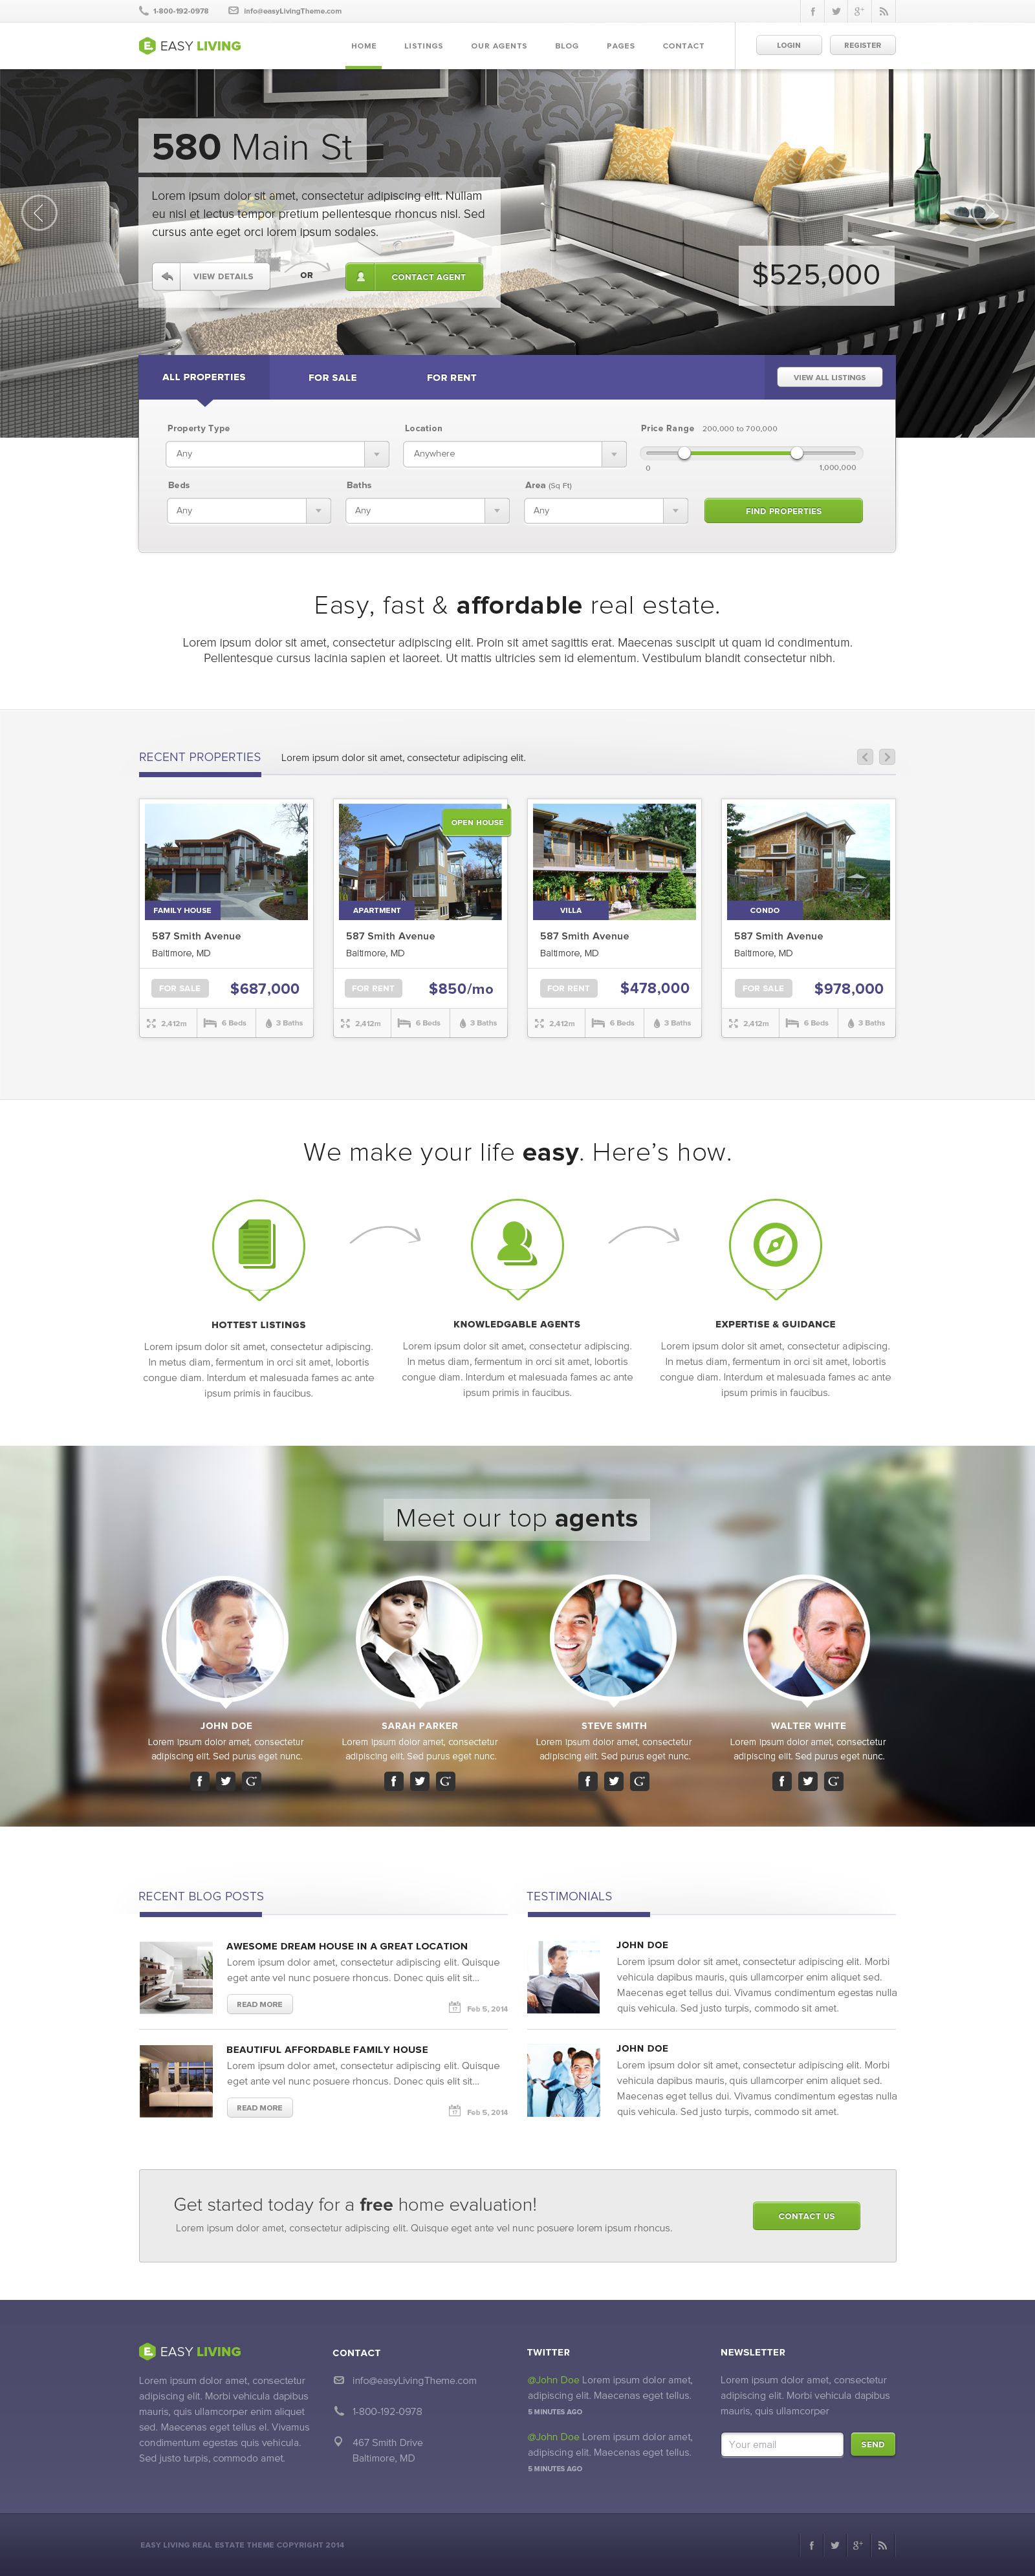 1-800-192-0978 info@easyLivingTheme.com
EASY LIVING
HOME LISTINGS OUR AGENTS BLOG PAGES CONTACT
LOGIN REGISTER
580 Main St
Lorem ipsum dolor sit amet, consectetur adipiscing elit. Nullam
eu nisl et lectus tempor pretium pellentesque rhoncus nisl. Sed
cursus ante eget orci lorem ipsum sodales.
VIEW DETAILS OR CONTACT AGENT
$525,000
ALL PROPERTIES FOR SALE FOR RENT VIEW ALL LISTINGS
Property Type Location Price Range 200,000 to 700,000
Any Anywhere
0 1,000,000
Beds Baths Area (Sq Ft)
Any Any Any FIND PROPERTIES
Easy, fast & affordable real estate.
Lorem ipsum dolor sit amet, consectetur adipiscing elit. Proin sit amet sagittis erat. Maecenas suscipit ut quam id condimentum.
Pellentesque cursus lacinia sapien et laoreet. Ut mattis ultricies sem id elementum. Vestibulum blandit consectetur nibh.
RECENT PROPERTIES Lorem ipsum dolor sit amet, consectetur adipiscing elit.
OPEN HOUSE
FAMILY HOUSE APARTMENT VILLA CONDO
587 Smith Avenue 587 Smith Avenue 587 Smith Avenue 587 Smith Avenue
Baltimore, MD Baltimore, MD Baltimore, MD Baltimore, MD
FOR SALE $687,000 FOR RENT $850/mo FOR RENT $478,000 FOR SALE $978,000
2,412m 6 Beds 3 Baths 2,412m 6 Beds 3 Baths 2,412m 6 Beds 3 Baths 2,412m 6 Beds 3 Baths
We make your life easy. Here's how.
HOTTEST LISTINGS
Lorem ipsum dolor sit amet, consectetur adipiscing.
In metus diam, fermentum in orci sit amet, lobortis
congue diam. Interdum et malesuada fames ac ante
ipsum primis in faucibus.
KNOWLEDGABLE AGENTS
Lorem ipsum dolor sit amet, consectetur adipiscing.
In metus diam, fermentum in orci sit amet, lobortis
congue diam. Interdum et malesuada fames ac ante
ipsum primis in faucibus.
EXPERTISE & GUIDANCE
Lorem ipsum dolor sit amet, consectetur adipiscing.
In metus diam, fermentum in orci sit amet, lobortis
congue diam. Interdum et malesuada fames ac ante
ipsum primis in faucibus.
Meet our top agents
JOHN DOE
Lorem ipsum dolor sit amet, consectetur
adipiscing elit. Sed purus eget nunc.
SARAH PARKER
Lorem ipsum dolor sit amet, consectetur
adipiscing elit. Sed purus eget nunc.
STEVE SMITH
Lorem ipsum dolor sit amet, consectetur
adipiscing elit. Sed purus eget nunc.
WALTER WHITE
Lorem ipsum dolor sit amet, consectetur
adipiscing elit. Sed purus eget nunc.
RECENT BLOG POSTS
AWESOME DREAM HOUSE IN A GREAT LOCATION
Lorem ipsum dolor amet, consectetur adipiscing elit. Quisque
eget ante vel nunc posuere rhoncus. Donec quis elit sit...
READ MORE 17 Feb 5, 2014
BEAUTIFUL AFFORDABLE FAMILY HOUSE
Lorem ipsum dolor amet, consectetur adipiscing elit. Quisque
eget ante vel nunc posuere rhoncus. Donec quis elit sit...
READ MORE 17 Feb 5, 2014
TESTIMONIALS
JOHN DOE
Lorem ipsum dolor sit amet, consectetur adipiscing elit. Morbi
vehicula dapibus mauris, quis ullamcorper enim aliquet sed.
Maecenas eget tellus dui. Vivamus condimentum egestas nulla
quis vehicula. Sed justo turpis, commodo sit amet.
JOHN DOE
Lorem ipsum dolor sit amet, consectetur adipiscing elit. Morbi
vehicula dapibus mauris, quis ullamcorper enim aliquet sed.
Maecenas eget tellus dui. Vivamus condimentum egestas nulla
quis vehicula. Sed justo turpis, commodo sit amet.
Get started today for a free home evaluation!
Lorem ipsum dolor amet, consectetur adipiscing elit. Quisque eget ante vel nunc posuere lorem ipsum rhoncus.
CONTACT US
EASY LIVING
Lorem ipsum dolor amet, consectetur
adipiscing elit. Morbi vehicula dapibus
mauris, quis ullamcorper enim aliquet
sed. Maecenas eget tellus el. Vivamus
condimentum egestas quis vehicula.
Sed justo turpis, commodo amet.
CONTACT
info@easyLivingTheme.com
1-800-192-0978
467 Smith Drive
Baltimore, MD
TWITTER
@John Doe Lorem ipsum dolor amet,
adipiscing elit. Maecenas eget tellus.
5 MINUTES AGO
@John Doe Lorem ipsum dolor amet,
adipiscing elit. Maecenas eget tellus.
5 MINUTES AGO
NEWSLETTER
Lorem ipsum dolor amet, consectetur
adipiscing elit. Morbi vehicula dapibus
mauris, quis ullamcorper
Your email SEND
EASY LIVING REAL ESTATE THEME COPYRIGHT 2014